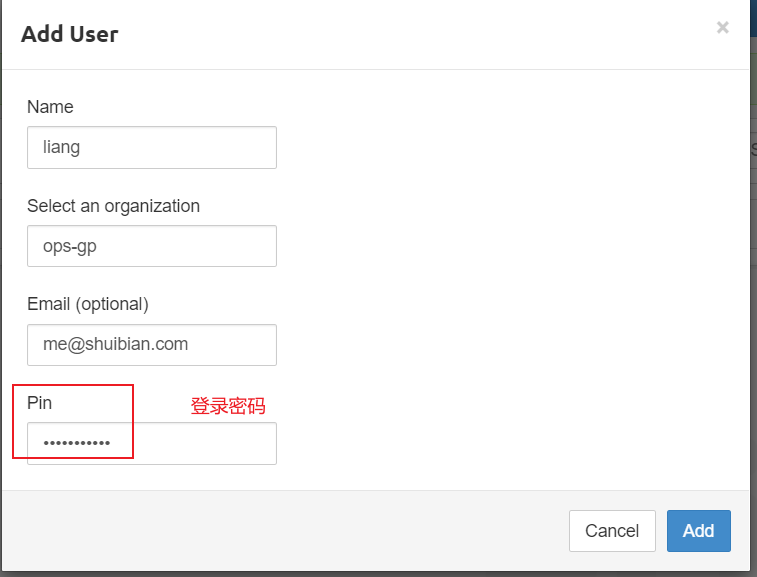 Add User
×
Name
liang
Select an organization
ops-gp
Email (optional)
me@shuibian.com
Pin
登录密码
•••••••••••
Cancel
Add